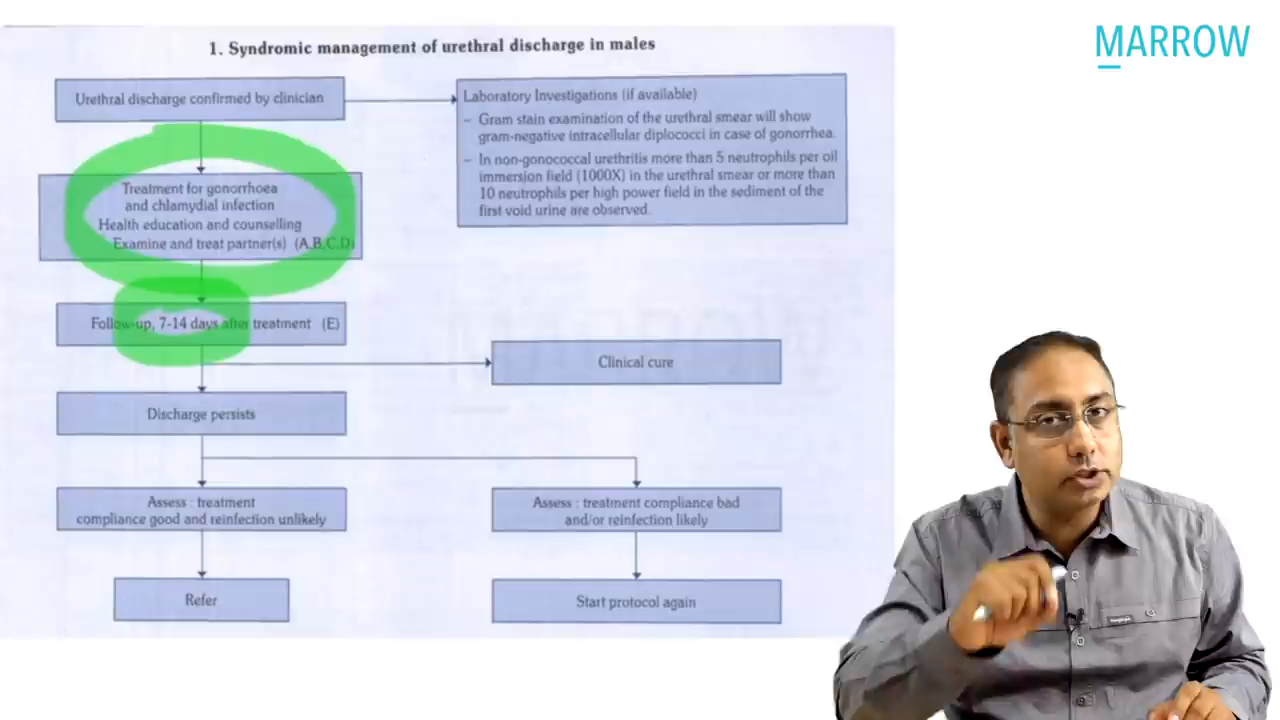 MARROW
1. Syndromic management of urethral discharge in males
Urethral discharge confirmed by clinician
Laboratory Investigations (if available)
- Gram stain examination of the urethral smear will show
gram-negative intracellular diplococci in case of gonorrhea.
- In non-gonococcal urethritis more than 5 neutrophils per oil
immersion field (1000X) in the urethral smear or more than
10 neutrophils per high power field in the sediment of the
first void urine are observed.
Treatment for gonorrhoea
and chlamydial infection
Health education and counselling
Examine and treat partner(s) (A,B,C,D)
Follow-up, 7-14 days after treatment (E)
Clinical cure
Discharge persists
Assess : treatment
compliance good and reinfection unlikely
Assess : treatment compliance bad
and/or reinfection likely
Refer
Start protocol again